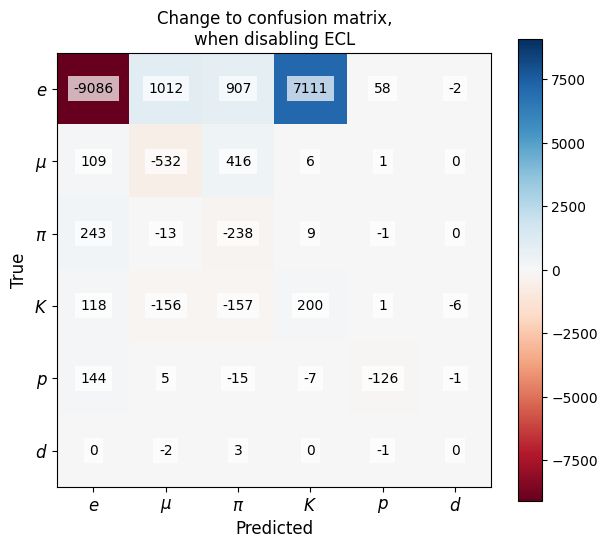 Change to confusion matrix,
when disabling ECL
e -9086 1012 907 7111 58 -2
μ 109 -532 416 6 1 0
π 243 -13 -238 9 -1 0
K 118 -156 -157 200 1 -6
p 144 5 -15 -7 -126 -1
d 0 -2 3 0 -1 0
e μ π K p d
Predicted
True
7500
5000
2500
0
−2500
−5000
−7500